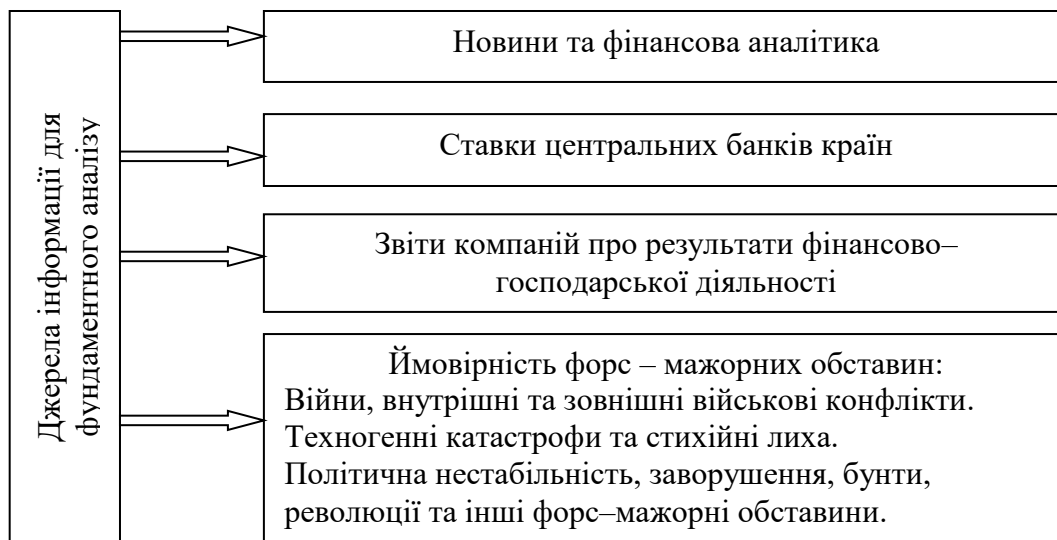 Джерела інформації для
фундаментного аналізу
Новини та фінансова аналітика
Ставки центральних банків країн
Звіти компаній про результати фінансово–
господарської діяльності
Ймовірність форс – мажорних обставин:
Війни, внутрішні та зовнішні військові конфлікти.
Техногенні катастрофи та стихійні лиха.
Політична нестабільність, заворушення, бунти,
революції та інші форс–мажорні обставини.